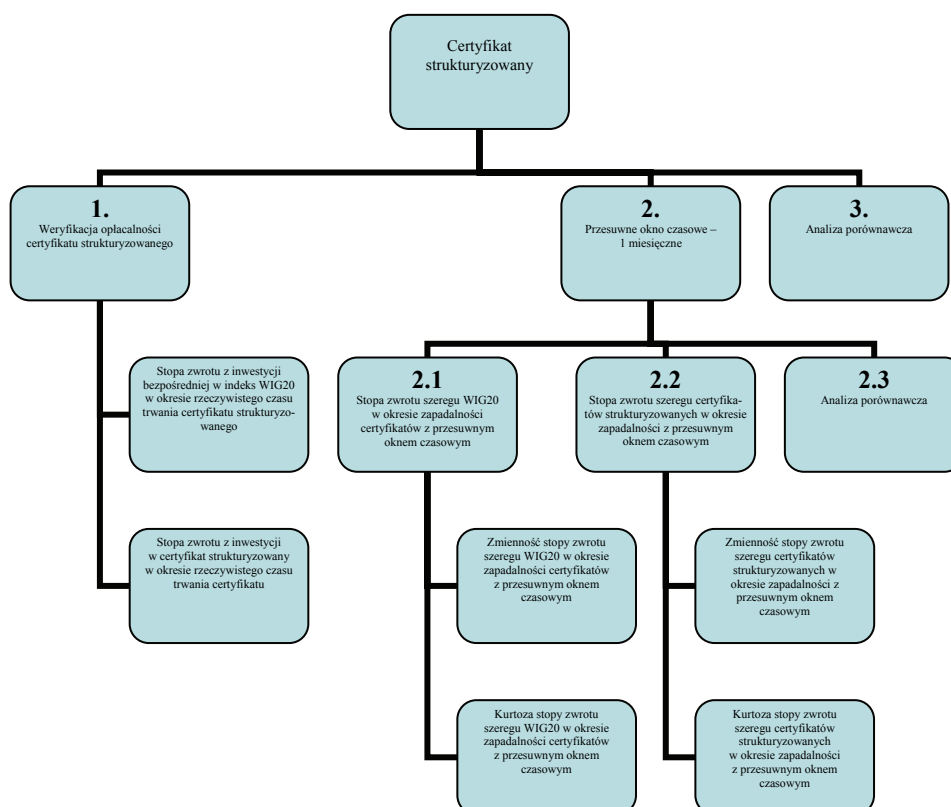 Certyfikat
strukturyzowany
1.
Weryfikacja opłacalności
certyfikatu strukturyzowanego
2.
Przesuwne okno czasowe –
1 miesięczne
3.
Analiza porównawcza
Stopa zwrotu z inwestycji
bezpośredniej w indeks WIG20
w okresie rzeczywistego czasu
trwania certyfikatu strukturyzo-
wanego
2.1
Stopa zwrotu szeregu WIG20
w okresie zapadalności
certyfikatów z przesuwnym
oknem czasowym
2.2
Stopa zwrotu szeregu certyfika-
tów strukturyzowanych w okresie
zapadalności z przesuwnym
oknem czasowym
2.3
Analiza porównawcza
Stopa zwrotu z inwestycji
w certyfikat strukturyzowany
w okresie rzeczywistego czasu
trwania certyfikatu
Zmienność stopy zwrotu
szeregu WIG20 w okresie
zapadalności certyfikatów
z przesuwnym oknem
czasowym
Zmienność stopy zwrotu
szeregu certyfikatów
strukturyzowanych w
okresie zapadalności z
przesuwnym oknem
czasowym
Kurtoza stopy zwrotu
szeregu WIG20 w okresie
zapadalności certyfikatów
z przesuwnym oknem
czasowym
Kurtoza stopy zwrotu
szeregu certyfikatów
strukturyzowanych
w okresie zapadalności
z przesuwnym oknem
czasowym